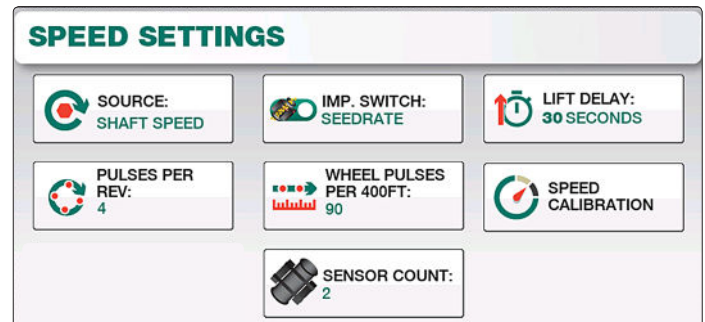 SPEED SETTINGS
SOURCE:
SHAFT SPEED
IMP. SWITCH:
SEEDRATE
LIFT DELAY:
30 SECONDS
PULSES PER
REV:
4
WHEEL PULSES
PER 400FT:
90
SPEED
CALIBRATION
SENSOR COUNT:
2